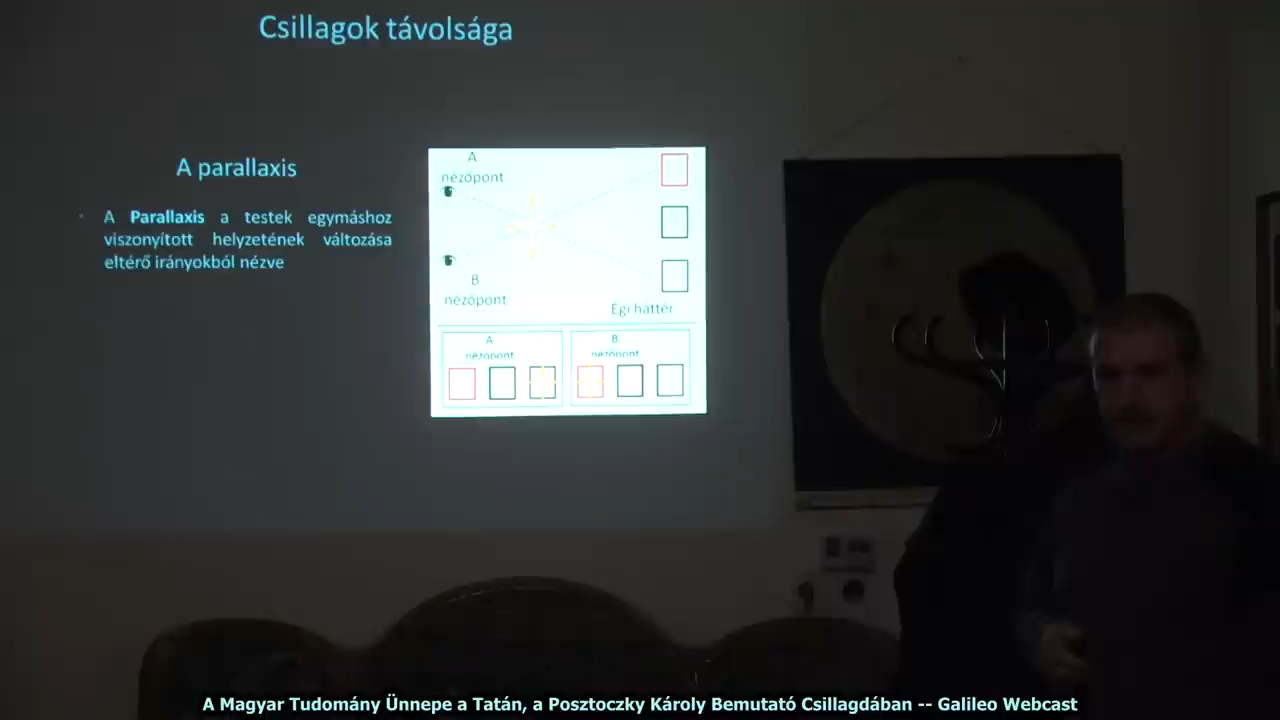 Csillagok távolsága
A parallaxis
A Parallaxis a testek egymáshoz
viszonyított helyzetének változása
eltérő irányokból nézve
A
nézőpont
B
nézőpont
Égi háttér
A
nézőpont
B
nézőpont
A Magyar Tudomány Ünnepe a Tatán, a Posztoczky Károly Bemutató Csillagdában -- Galileo Webcast